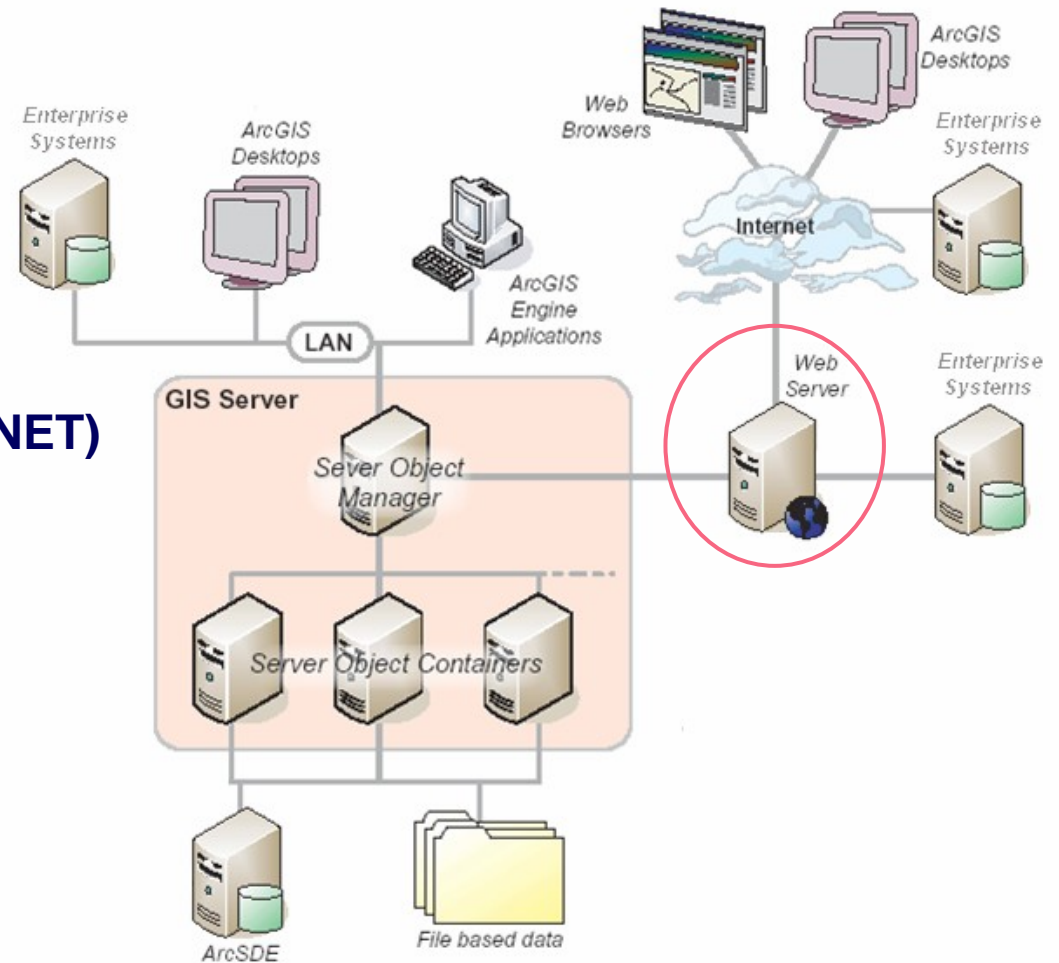 ArcGIS
Desktops
Web
Browsers
Enterprise
Systems
ArcGIS
Desktops
Enterprise
Systems
Internet
ArcGIS
Engine
Applications
LAN
Web
Server
Enterprise
Systems
GIS Server
NET)
Sever Object
Manager
Server Object Containers
ArcSDE
File based data